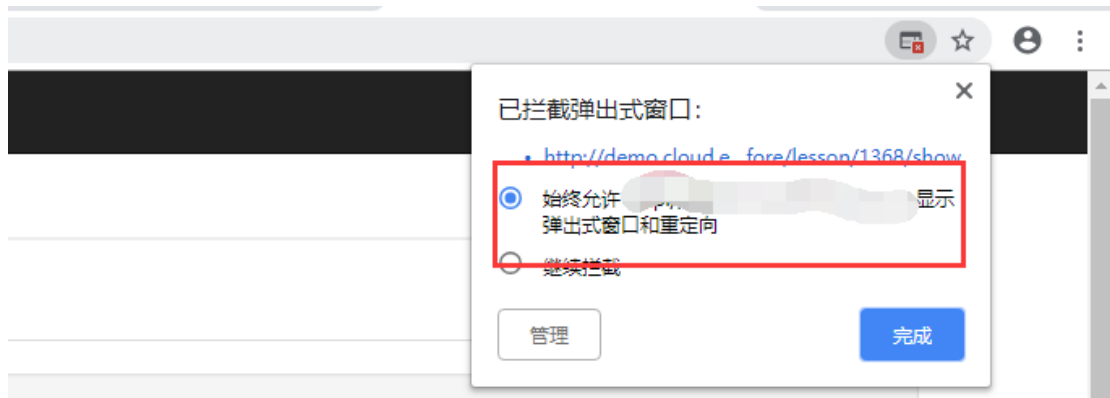 已拦截弹出式窗口：
http://demo.cloud.e...fore/lesson/1368/show
始终允许 显示
弹出式窗口和重定向
继续拦截
管理
完成